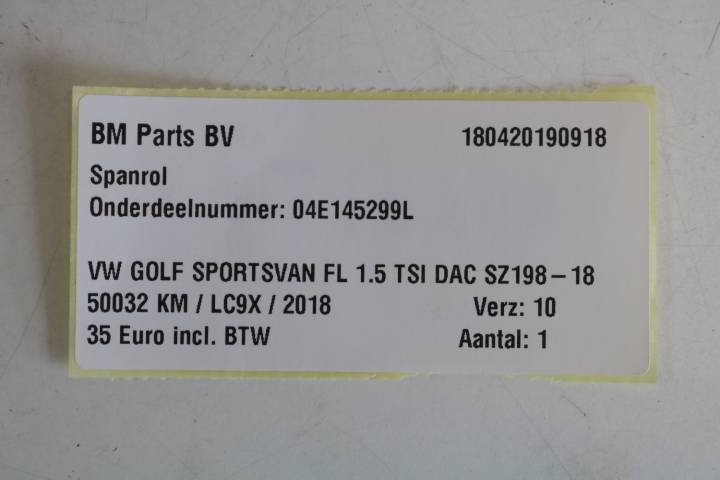 BM Parts BV 180420190918
Spanrol
Onderdeelnummer: 04E145299L
VW GOLF SPORTSVAN FL 1.5 TSI DAC SZ198-18
50032 KM / LC9X / 2018 Verz: 10
35 Euro incl. BTW Aantal: 1